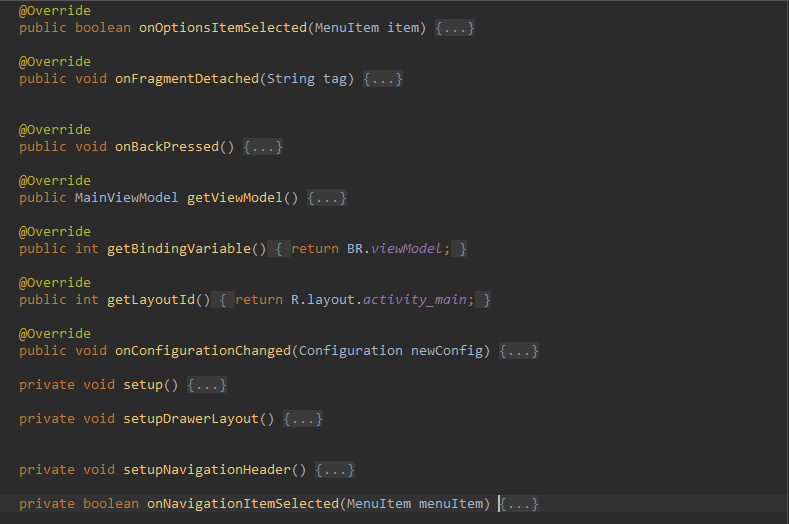 @Override
public boolean onOptionsItemSelected(MenuItem item) {...}
@Override
public void onFragmentDetached(String tag) {...}
@Override
public void onBackPressed() {...}
@Override
public MainViewModel getViewModel() {...}
@Override
public int getBindingVariable() { return BR.viewModel; }
@Override
public int getLayoutId() { return R.layout.activity_main; }
@Override
public void onConfigurationChanged(Configuration newConfig) {...}
private void setup() {...}
private void setupDrawerLayout() {...}
private void setupNavigationHeader() {...}
private boolean onNavigationItemSelected(MenuItem menuItem) {...}